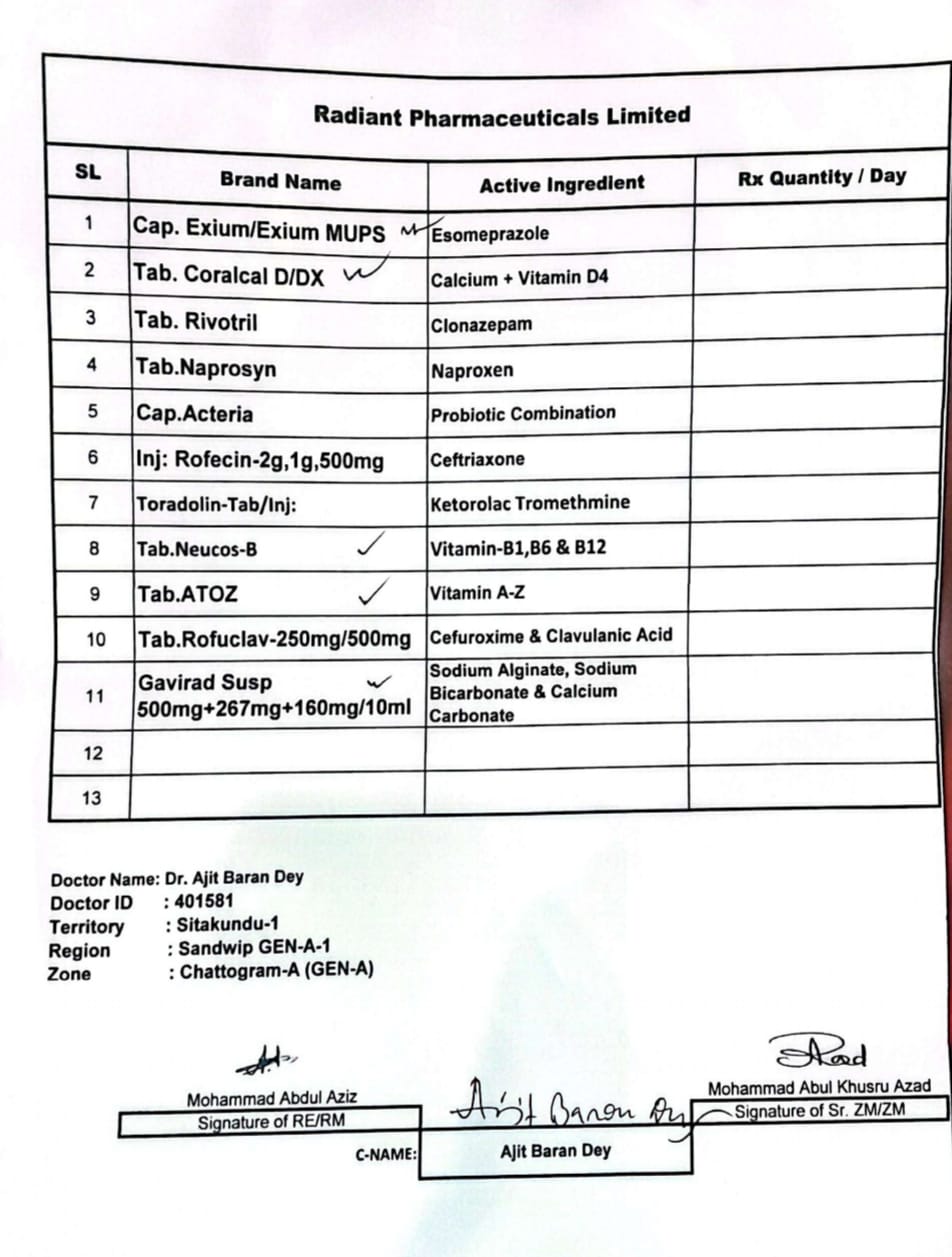 Radiant Pharmaceuticals Limited
SL Brand Name Active Ingredient Rx Quantity / Day
1 Cap. Exium/Exium MUPS Esomeprazole
2 Tab. Coralcal D/DX Calcium + Vitamin D4
3 Tab. Rivotril Clonazepam
4 Tab.Naprosyn Naproxen
5 Cap.Acteria Probiotic Combination
6 Inj: Rofecin-2g,1g,500mg Ceftriaxone
7 Toradolin-Tab/Inj: Ketorolac Tromethmine
8 Tab.Neucos-B ✓ Vitamin-B1,B6 & B12
9 Tab.ATOZ ✓ Vitamin A-Z
10 Tab.Rofuclav-250mg/500mg Cefuroxime & Clavulanic Acid
11 Gavirad Susp ✓ Sodium Alginate, Sodium
500mg+267mg+160mg/10ml Bicarbonate & Calcium
Carbonate
12
13
Doctor Name: Dr. Ajit Baran Dey
Doctor ID : 401581
Territory : Sitakundu-1
Region : Sandwip GEN-A-1
Zone : Chattogram-A (GEN-A)
Azad
Mohammad Abdul Aziz Ajit Baran Dey Mohammad Abul Khusru Azad
Signature of RE/RM Signature of Sr. ZM/ZM
C-NAME: Ajit Baran Dey